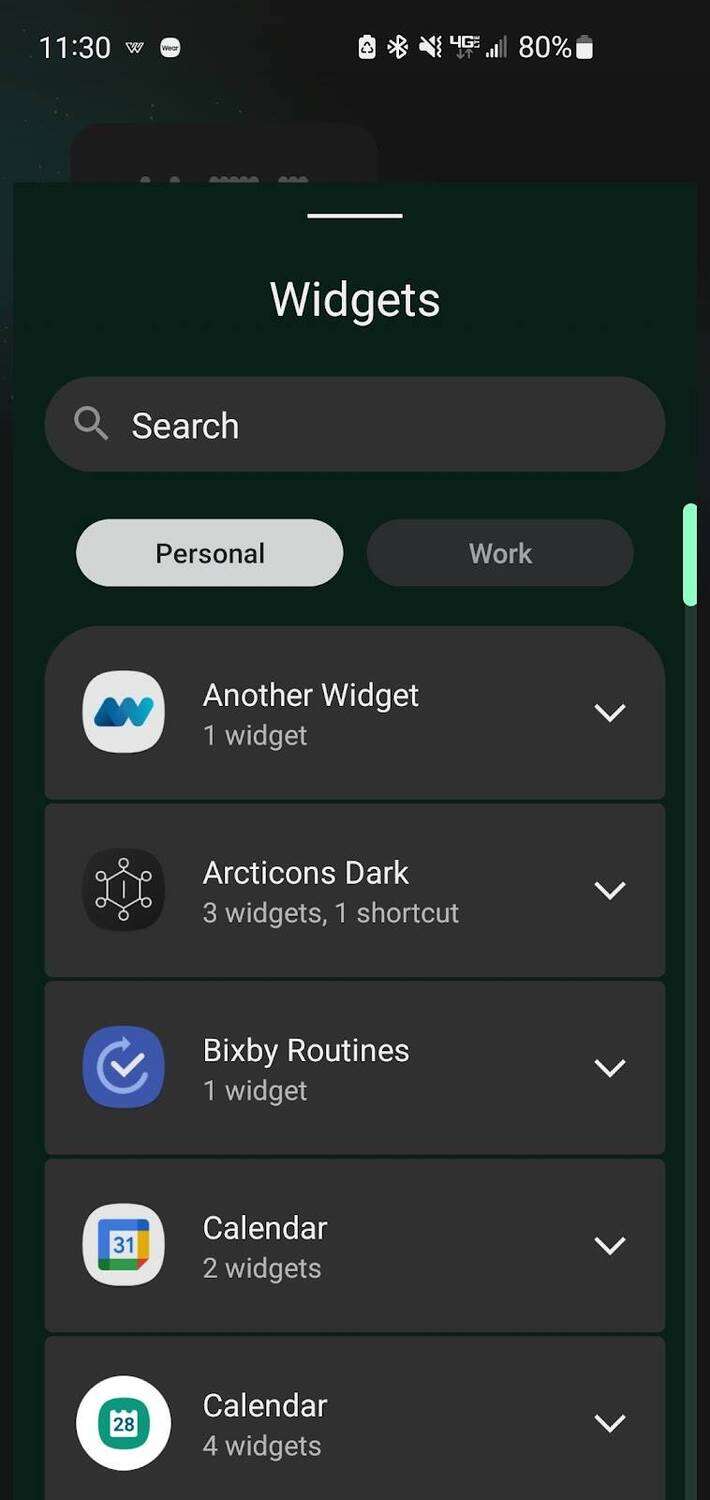 11:30 Wear 4G 80%
Widgets
Search
Personal Work
Another Widget
1 widget
Arcticons Dark
3 widgets, 1 shortcut
Bixby Routines
1 widget
31
Calendar
2 widgets
28
Calendar
4 widgets